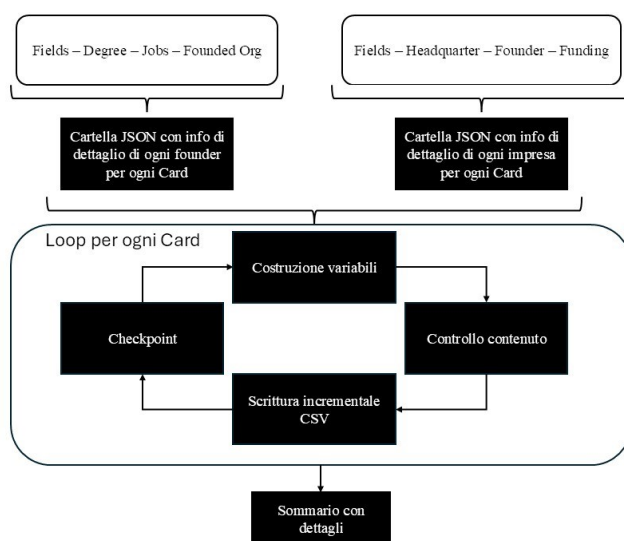 Fields – Degree – Jobs – Founded Org
Fields – Headquarter – Founder – Funding
Cartella JSON con info di
dettaglio di ogni founder
per ogni Card
Cartella JSON con info di
dettaglio di ogni impresa
per ogni Card
Loop per ogni Card
Costruzione variabili
Checkpoint
Controllo contenuto
Scrittura incrementale
CSV
Sommario con
dettagli